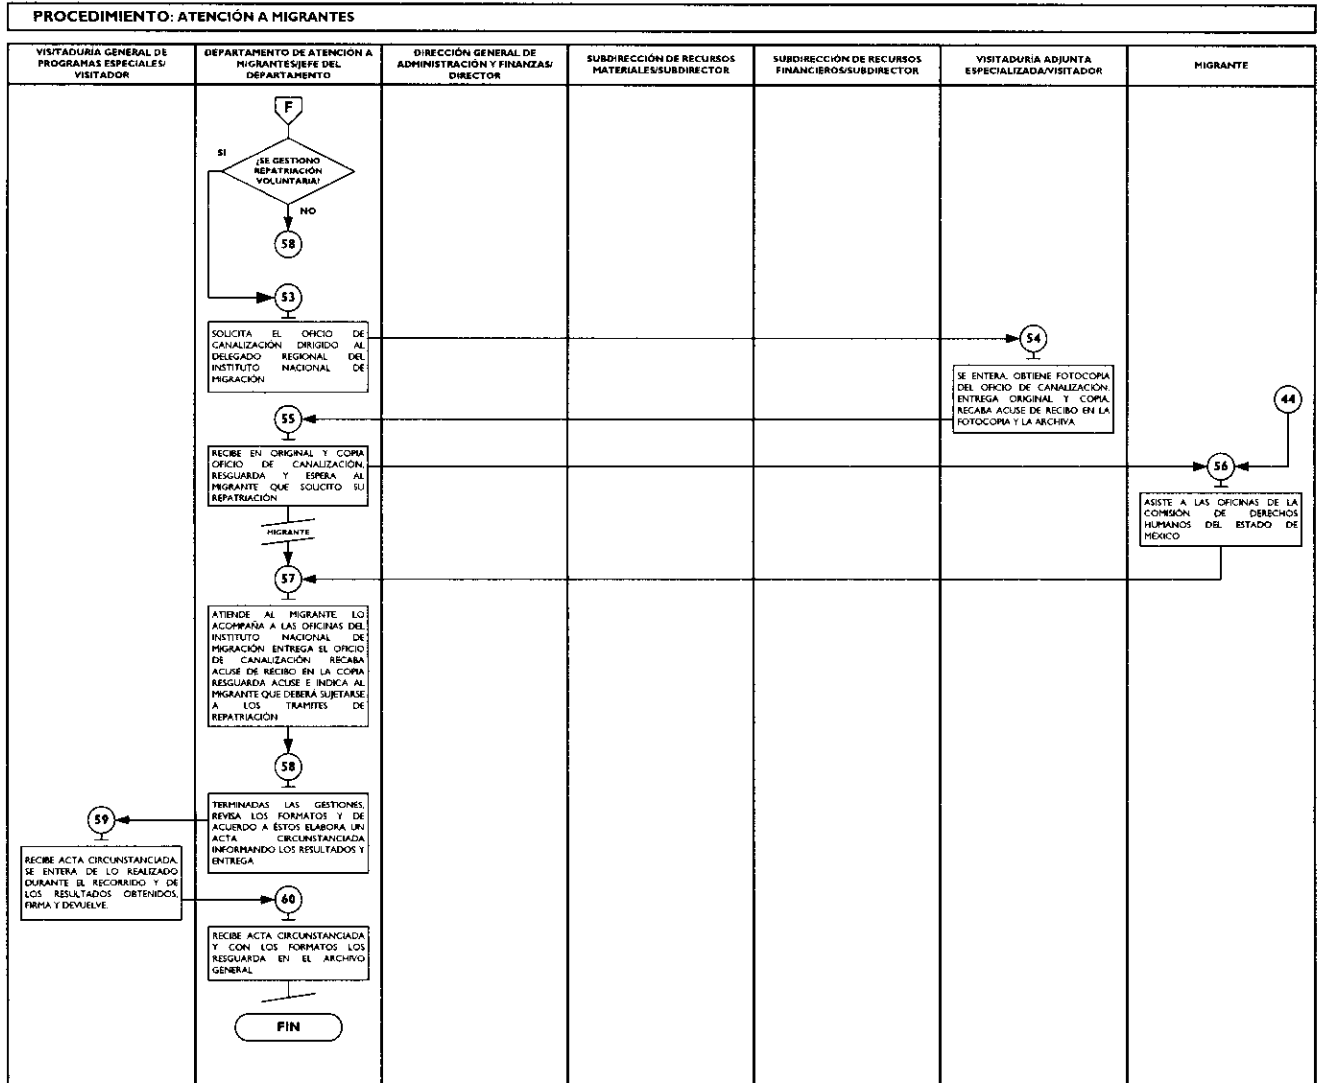 PROCEDIMIENTO: ATENCIÓN A MIGRANTES
VISITADURÍA GENERAL DE
PROGRAMAS ESPECIALES/
VISITADOR
DEPARTAMENTO DE ATENCIÓN A
MIGRANTES/JEFE DEL
DEPARTAMENTO
DIRECCIÓN GENERAL DE
ADMINISTRACIÓN Y FINANZAS/
DIRECTOR
SUBDIRECCIÓN DE RECURSOS
MATERIALES/SUBDIRECTOR
SUBDIRECCIÓN DE RECURSOS
FINANCIEROS/SUBDIRECTOR
VISITADURÍA ADJUNTA
ESPECIALIZADA/VISITADOR
MIGRANTE
F
SI
¿SE GESTIONO
REPATRIACIÓN
VOLUNTARIA?
NO
58
53
SOLICITA EL OFICIO DE
CANALIZACIÓN DIRIGIDO AL
DELEGADO REGIONAL DEL
INSTITUTO NACIONAL DE
MIGRACIÓN
54
SE ENTERA, OBTIENE FOTOCOPIA
DEL OFICIO DE CANALIZACIÓN,
ENTREGA ORIGINAL Y COPIA,
RECABA ACUSE DE RECIBO EN LA
FOTOCOPIA Y LA ARCHIVA
44
55
RECIBE EN ORIGINAL Y COPIA
OFICIO DE CANALIZACIÓN,
RESGUARDA Y ESPERA AL
MIGRANTE QUE SOLICITO SU
REPATRIACIÓN
56
ASISTE A LAS OFICINAS DE LA
COMISIÓN DE DERECHOS
HUMANOS DEL ESTADO DE
MÉXICO
MIGRANTE
57
ATIENDE AL MIGRANTE LO
ACOMPAÑA A LAS OFICINAS DEL
INSTITUTO NACIONAL DE
MIGRACIÓN ENTREGA EL OFICIO
DE CANALIZACIÓN RECABA
ACUSE DE RECIBO EN LA COPIA
RESGUARDA ACUSE E INDICA AL
MIGRANTE QUE DEBERÁ SUJETARSE
A LOS TRAMITES DE
REPATRIACIÓN
58
TERMINADAS LAS GESTIONES,
REVISA LOS FORMATOS Y DE
ACUERDO A ÉSTOS ELABORA UN
ACTA CIRCUNSTANCIADA
INFORMANDO LOS RESULTADOS Y
ENTREGA
59
RECIBE ACTA CIRCUNSTANCIADA,
SE ENTERA DE LO REALIZADO
DURANTE EL RECORRIDO Y DE
LOS RESULTADOS OBTENIDOS,
FIRMA Y DEVUELVE.
60
RECIBE ACTA CIRCUNSTANCIADA
Y CON LOS FORMATOS LOS
RESGUARDA EN EL ARCHIVO
GENERAL
FIN